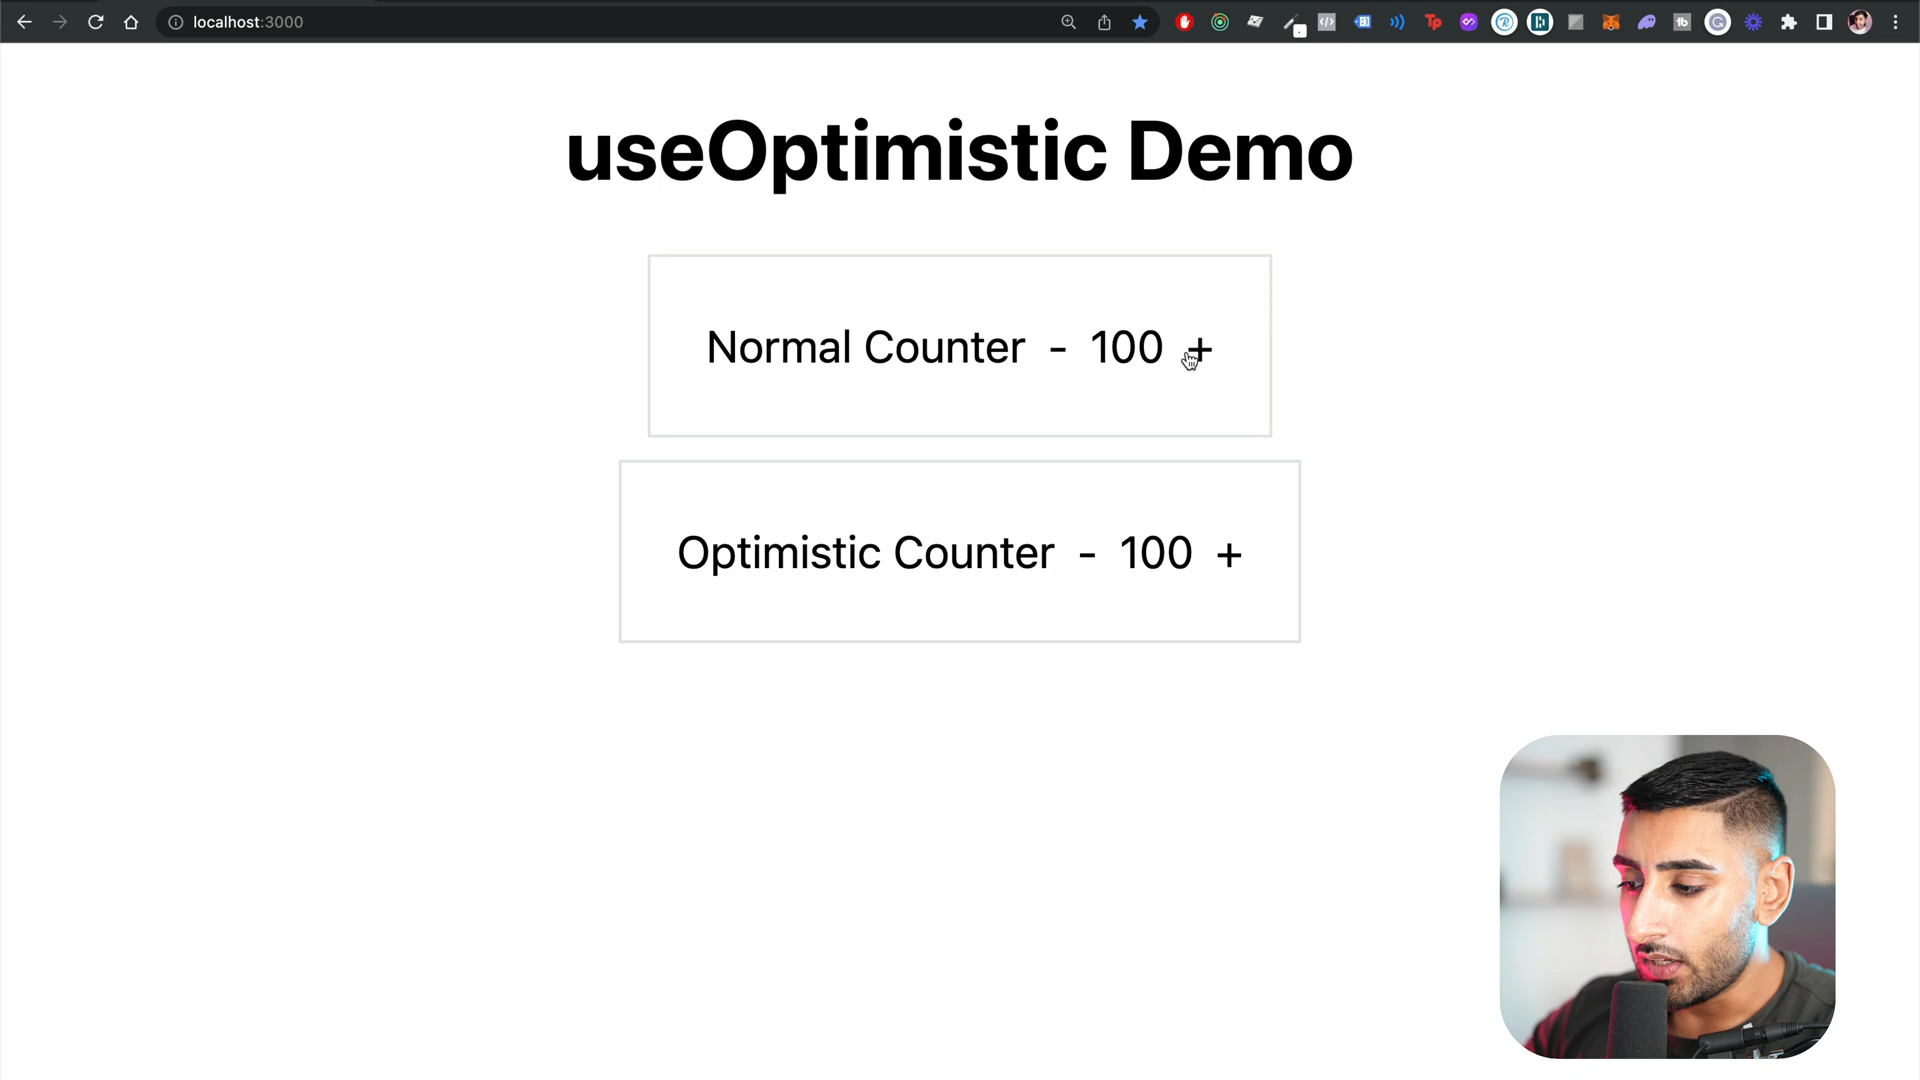 localhost:3000
useOptimistic Demo
Normal Counter - 100 +
Optimistic Counter - 100 +